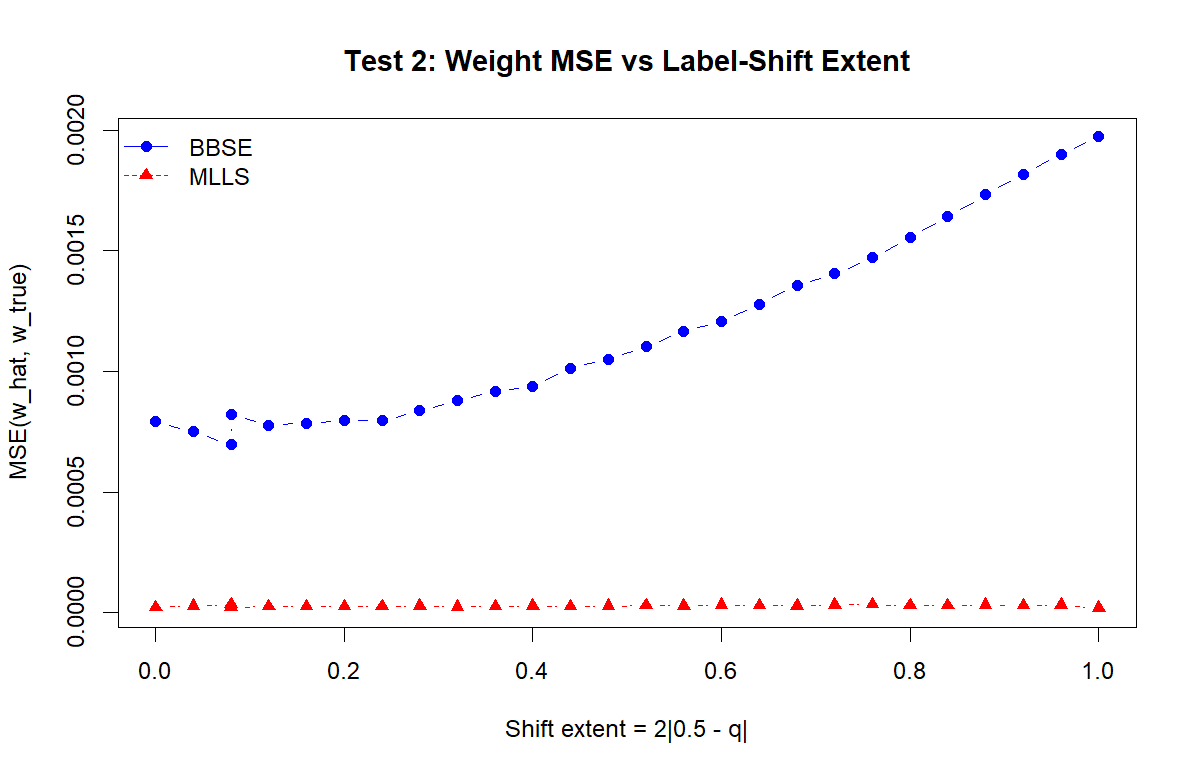 Test 2: Weight MSE vs Label-Shift Extent
BBSE
MLLS
MSE(w_hat, w_true)
0.0020
0.0015
0.0010
0.0005
0.0000
0.0 0.2 0.4 0.6 0.8 1.0
Shift extent = 2|0.5 - q|